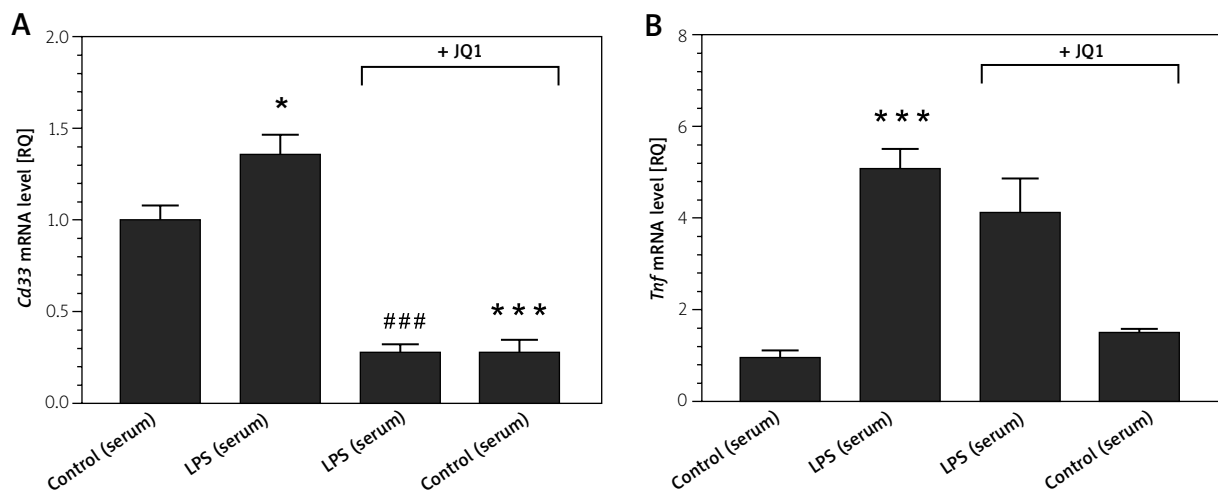 A
Cd33 mRNA level [RQ]
2.0
1.5
1.0
0.5
0.0
+ JQ1
*
###
***
Control (serum)
LPS (serum)
LPS (serum)
Control (serum)
B
Tnf mRNA level [RQ]
8
6
4
2
0
+ JQ1
***
Control (serum)
LPS (serum)
LPS (serum)
Control (serum)